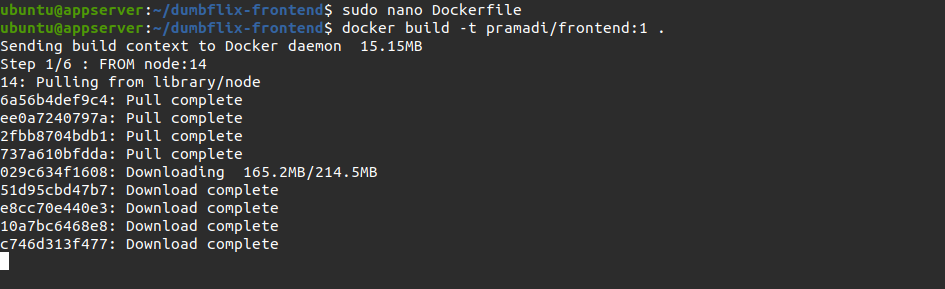 ubuntu@appserver:~/dumbflix-frontend$ sudo nano Dockerfile
ubuntu@appserver:~/dumbflix-frontend$ docker build -t pramadi/frontend:1 .
Sending build context to Docker daemon  15.15MB
Step 1/6 : FROM node:14
14: Pulling from library/node
6a56b4def9c4: Pull complete
ee0a7240797a: Pull complete
2fbb8704bdb1: Pull complete
737a610bfdda: Pull complete
029c634f1608: Downloading  165.2MB/214.5MB
51d95cbd47b7: Download complete
e8cc70e440e3: Download complete
10a7bc6468e8: Download complete
c746d313f477: Download complete